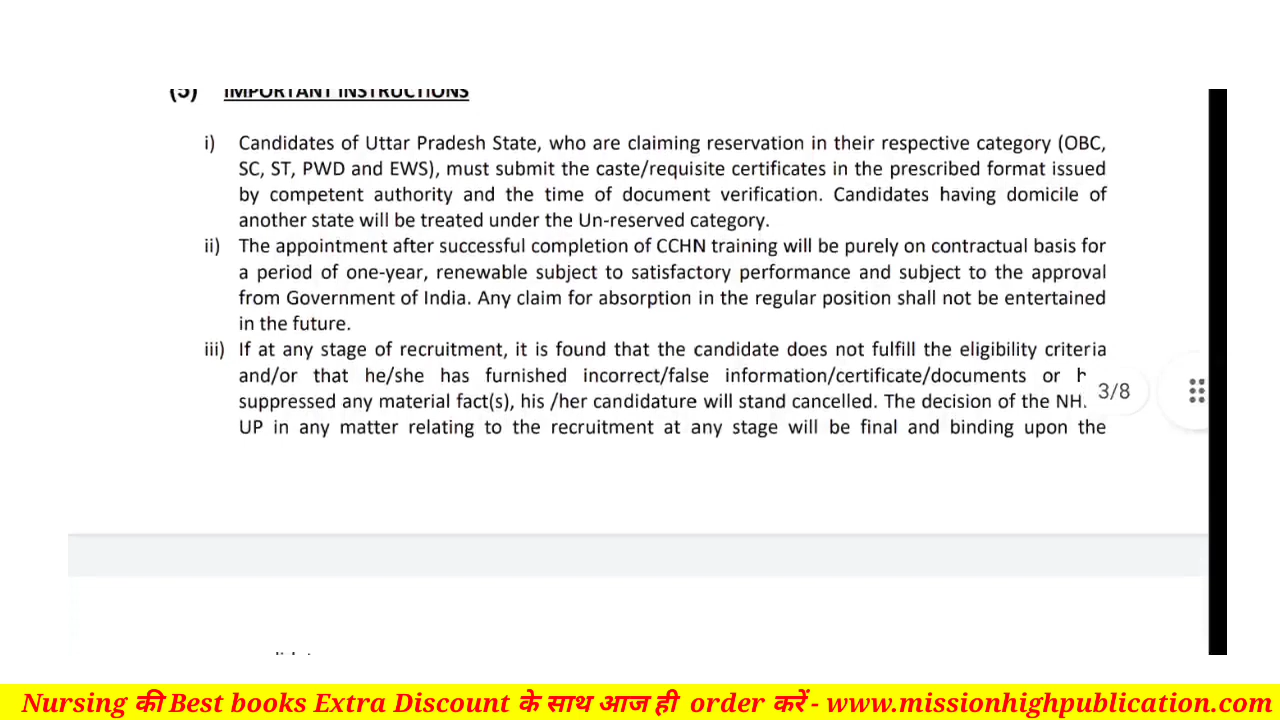 (5) IMPORTANT INSTRUCTIONS
i) Candidates of Uttar Pradesh State, who are claiming reservation in their respective category (OBC,
SC, ST, PWD and EWS), must submit the caste/requisite certificates in the prescribed format issued
by competent authority and the time of document verification. Candidates having domicile of
another state will be treated under the Un-reserved category.
ii) The appointment after successful completion of CCHN training will be purely on contractual basis for
a period of one-year, renewable subject to satisfactory performance and subject to the approval
from Government of India. Any claim for absorption in the regular position shall not be entertained
in the future.
iii) If at any stage of recruitment, it is found that the candidate does not fulfill the eligibility criteria
and/or that he/she has furnished incorrect/false information/certificate/documents or
suppressed any material fact(s), his /her candidature will stand cancelled. The decision of the
UP in any matter relating to the recruitment at any stage will be final and binding upon the
3/8
Nursing की Best books Extra Discount के साथ आज ही order करें - www.missionhighpublication.com